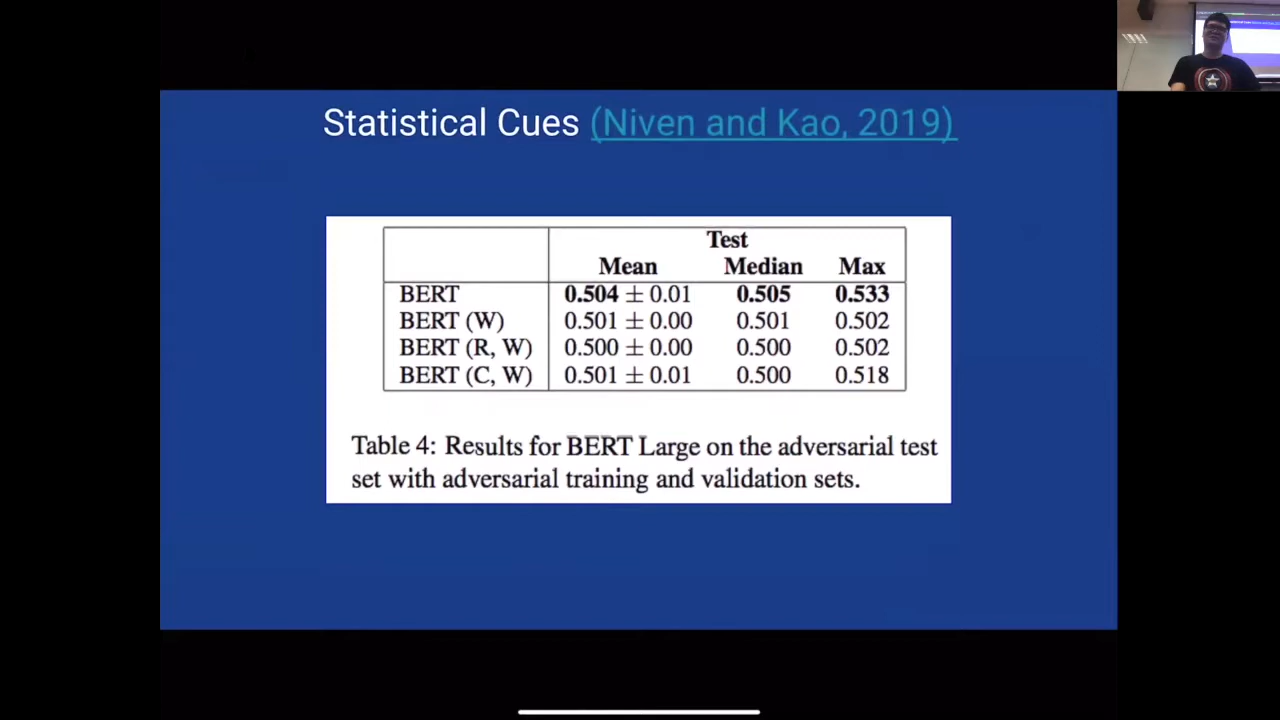 Statistical Cues (Niven and Kao, 2019)
Test
Mean Median Max
BERT 0.504 ± 0.01 0.505 0.533
BERT (W) 0.501 ± 0.00 0.501 0.502
BERT (R, W) 0.500 ± 0.00 0.500 0.502
BERT (C, W) 0.501 ± 0.01 0.500 0.518
Table 4: Results for BERT Large on the adversarial test
set with adversarial training and validation sets.